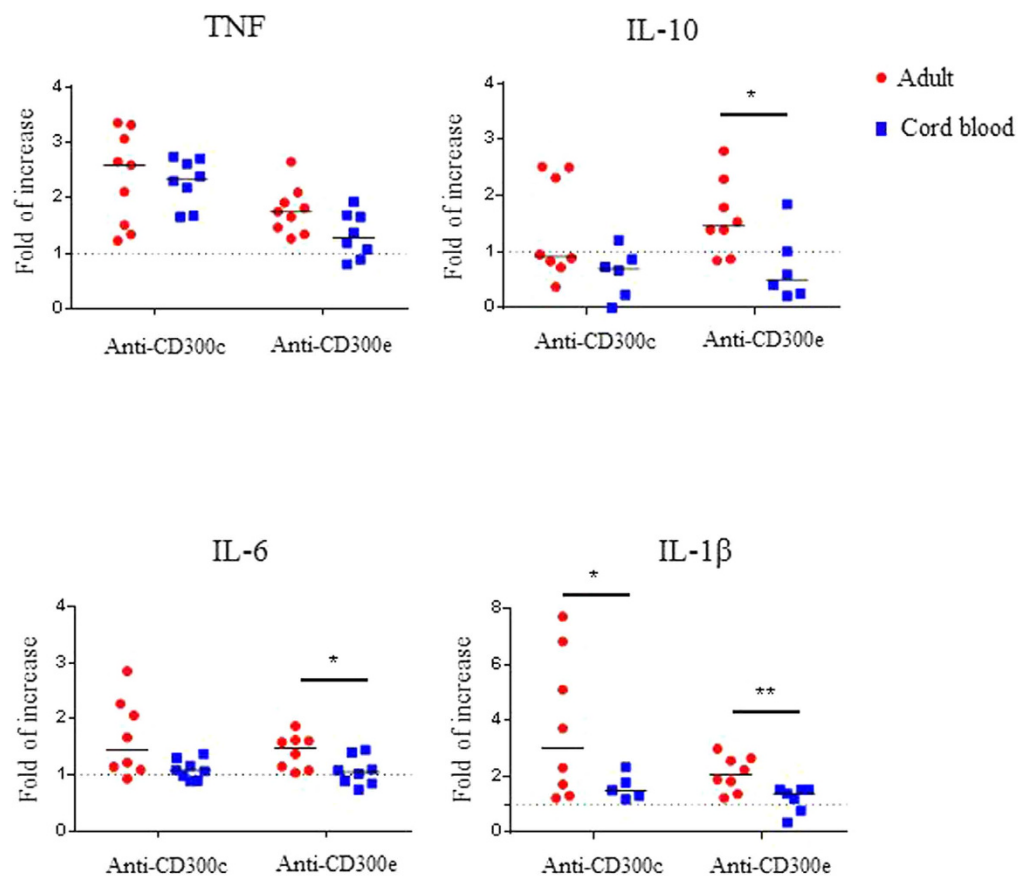 TNF
IL-10
Adult
Cord blood
Fold of increase
4
3
2
1
0
Anti-CD300c
Anti-CD300e
Fold of increase
4
3
2
1
0
*
Anti-CD300c
Anti-CD300e
IL-6
IL-1β
Fold of increase
4
3
2
1
0
*
Anti-CD300c
Anti-CD300e
Fold of increase
8
6
4
2
0
*
**
Anti-CD300c
Anti-CD300e